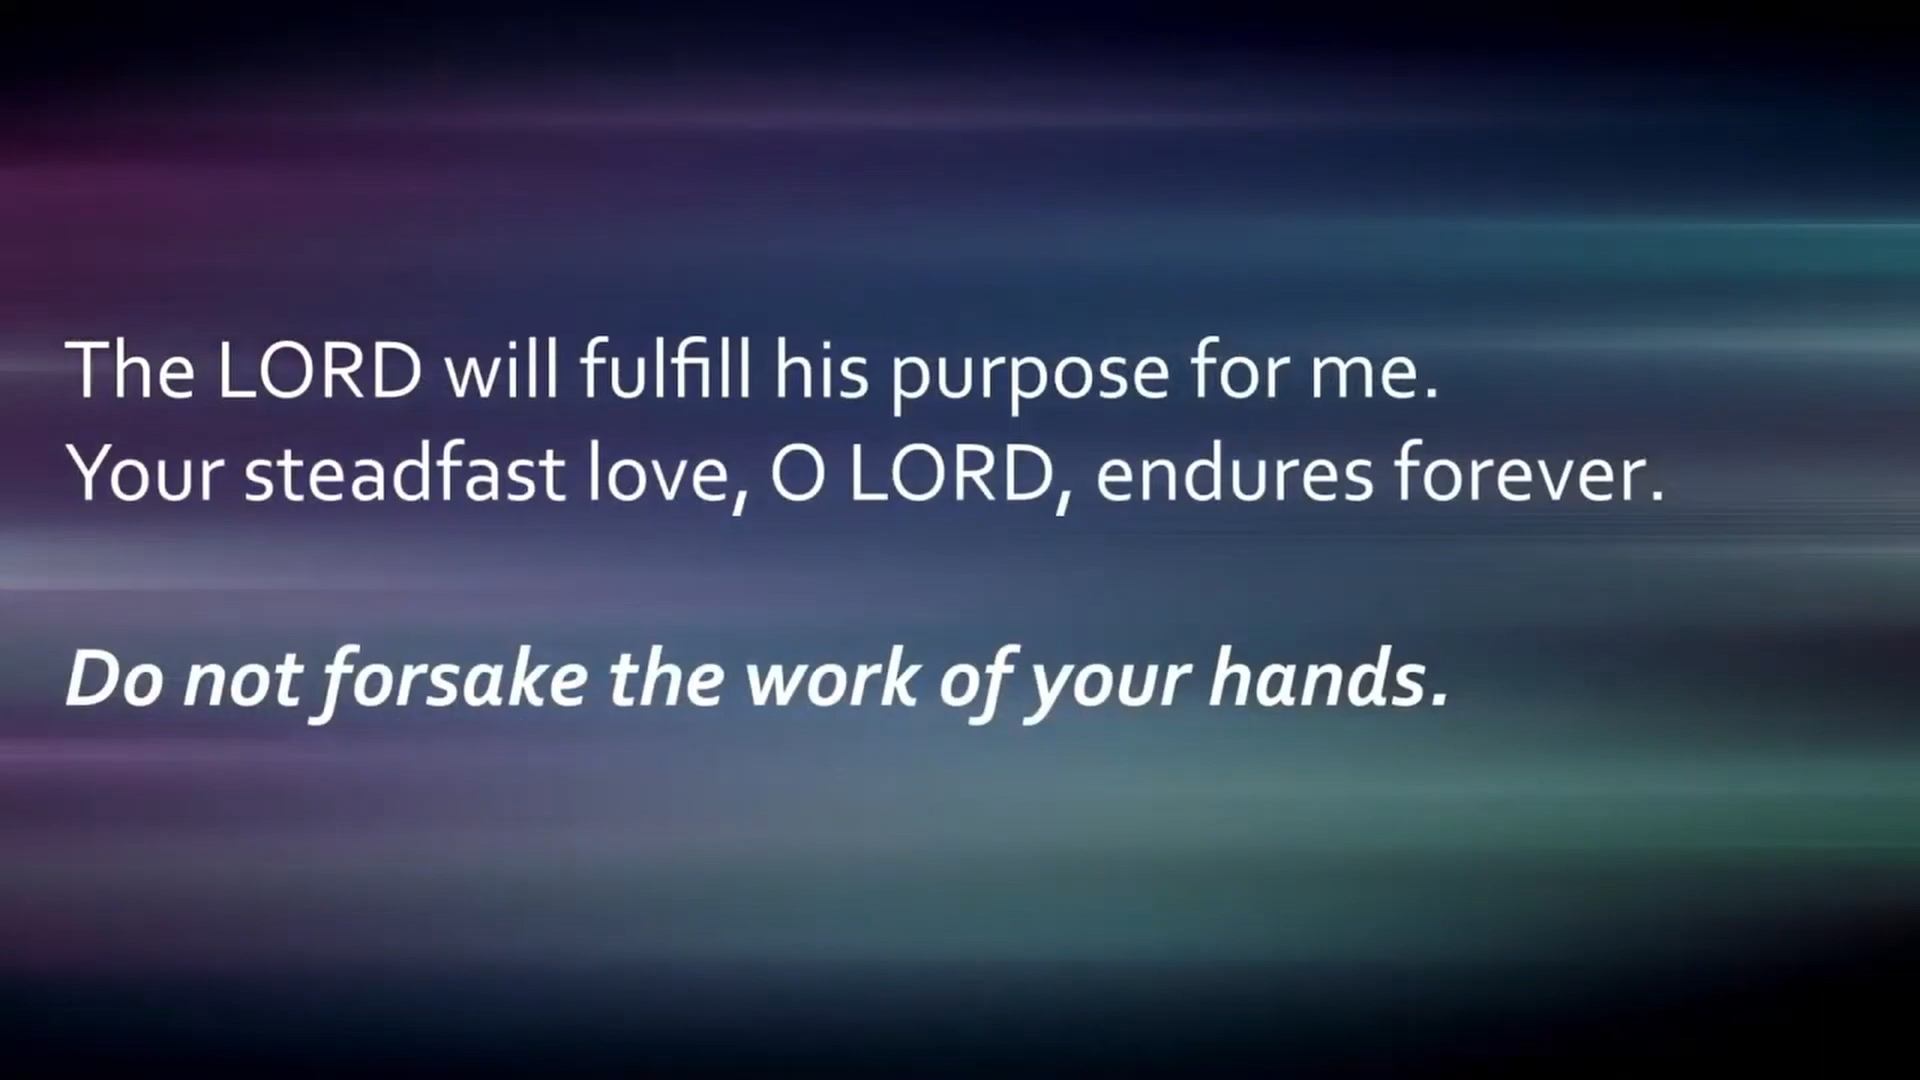 The LORD will fulfill his purpose for me.
Your steadfast love, O LORD, endures forever.
Do not forsake the work of your hands.